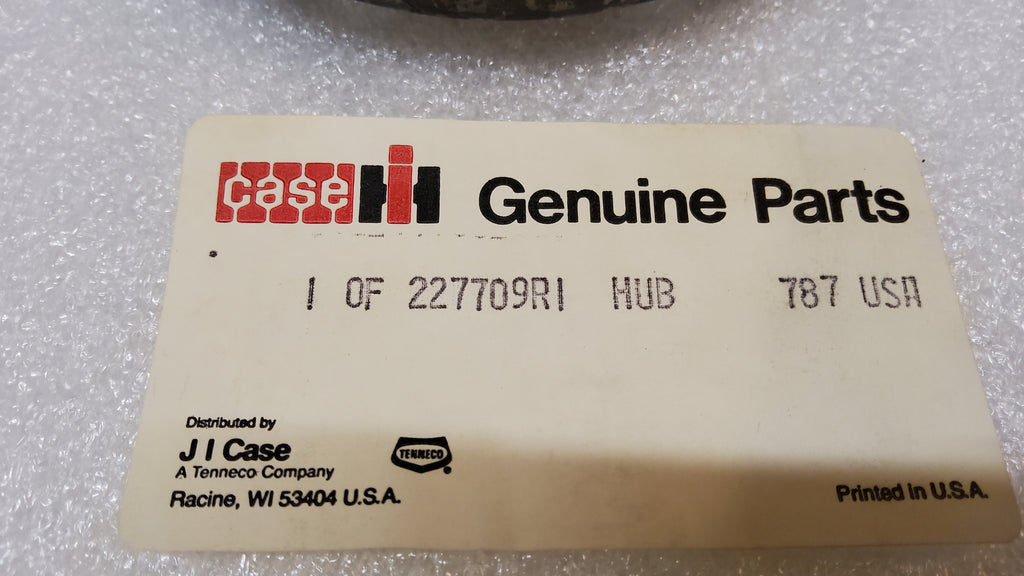 case IH Genuine Parts
1 OF 227709R1 HUB 787 USA
Distributed by
J I Case
A Tenneco Company
TENNECO
Racine, WI 53404 U.S.A.
Printed in U.S.A.